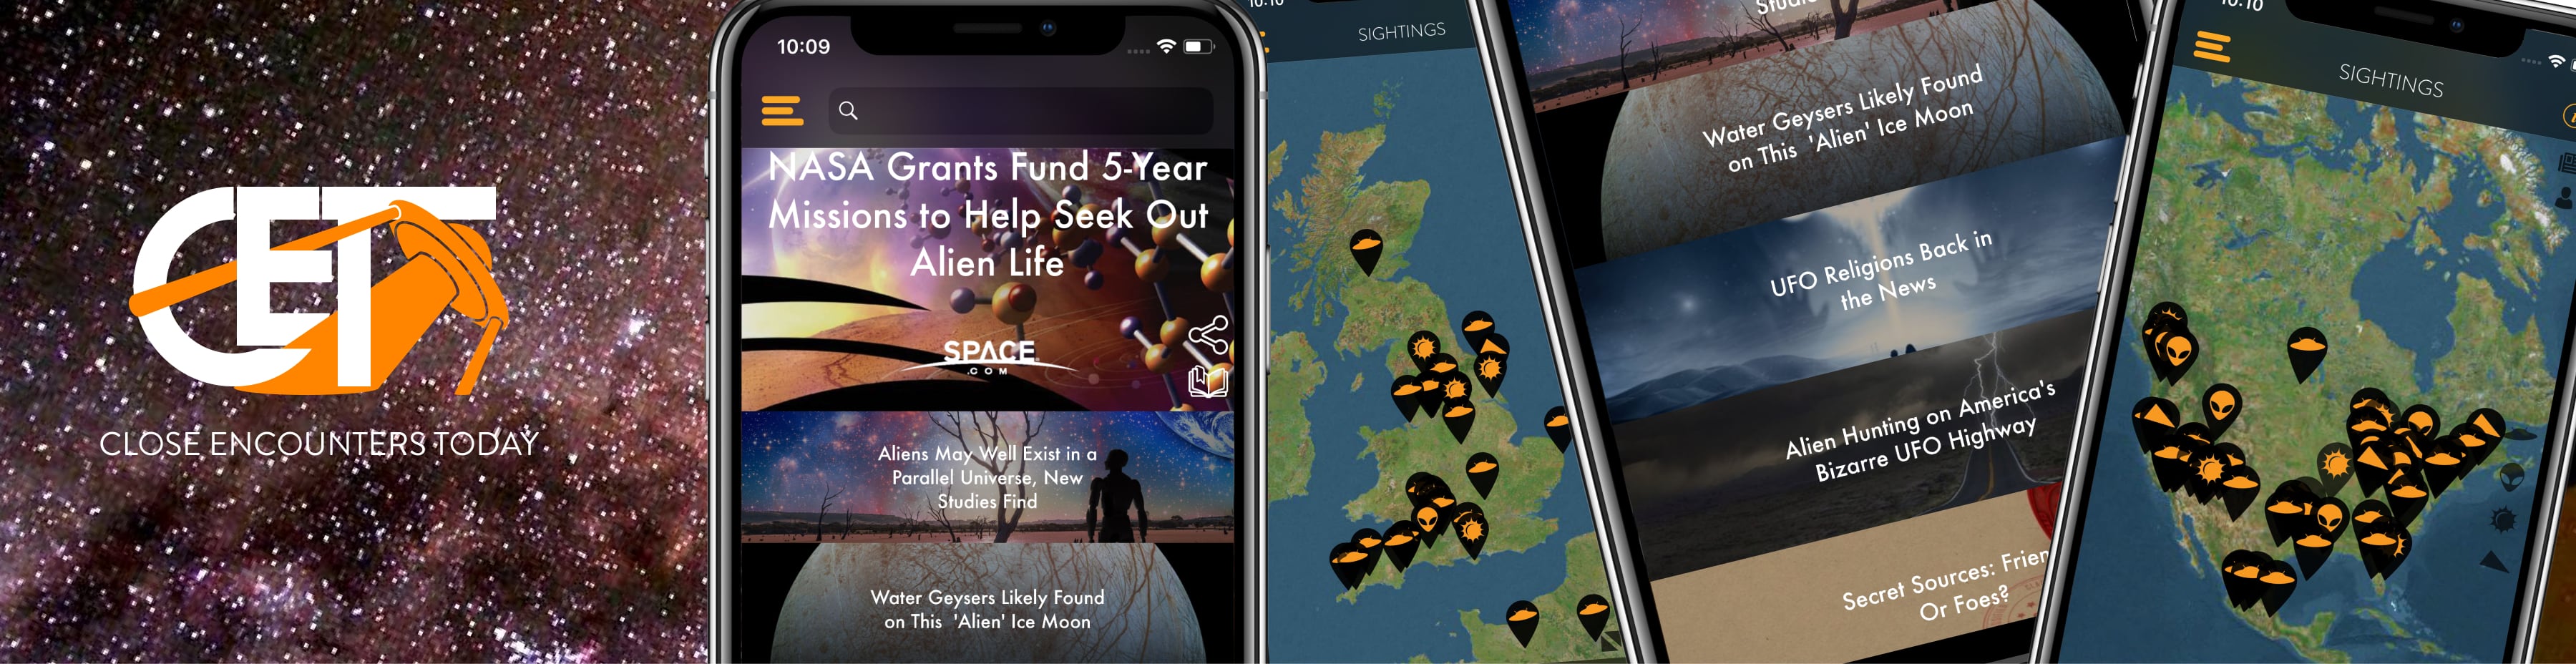 CET
CLOSE ENCOUNTERS TODAY
10:09
NASA Grants Fund 5-Year
Missions to Help Seek Out
Alien Life
SPACE
.COM
Aliens May Well Exist in a
Parallel Universe, New
Studies Find
Water Geysers Likely Found
on This 'Alien' Ice Moon
10:10
SIGHTINGS
Studie
Water Geysers Likely Found
on This 'Alien' Ice Moon
UFO Religions Back in
the News
Alien Hunting on America's
Bizarre UFO Highway
Secret Sources: Frien
Or Foes?
10:10
SIGHTINGS